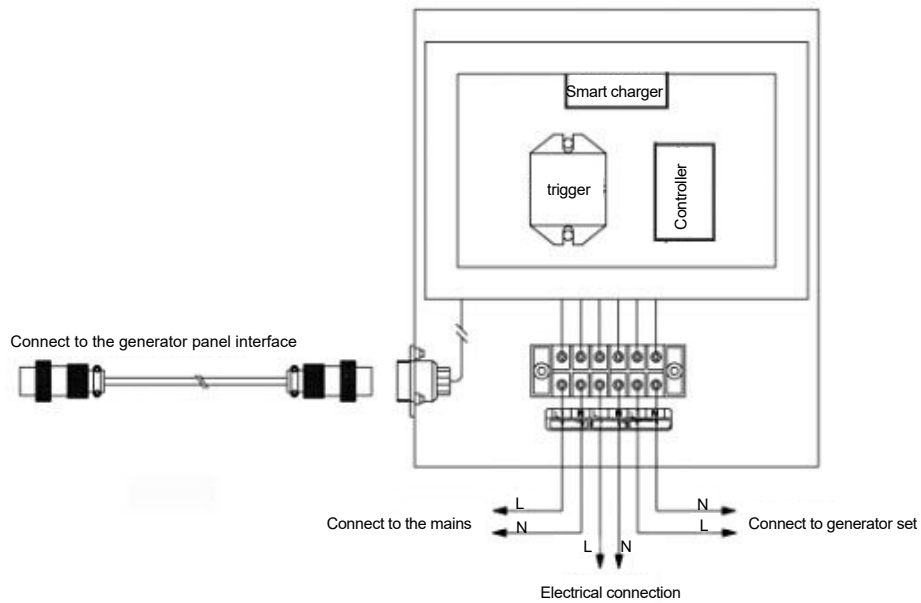 Smart charger
trigger
Controller
Connect to the generator panel interface
L N L N L N
L
N
Connect to the mains
N
L
Connect to generator set
L
N
Electrical connection